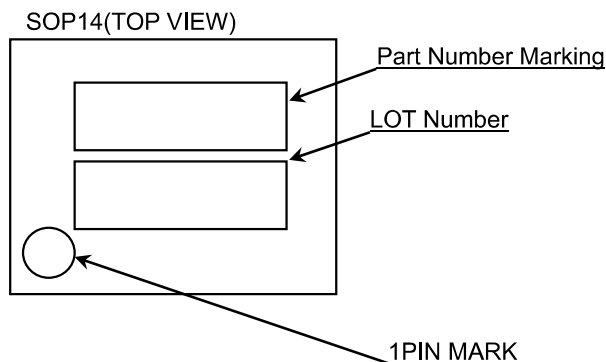 SOP14(TOP VIEW)
Part Number Marking
LOT Number
1PIN MARK